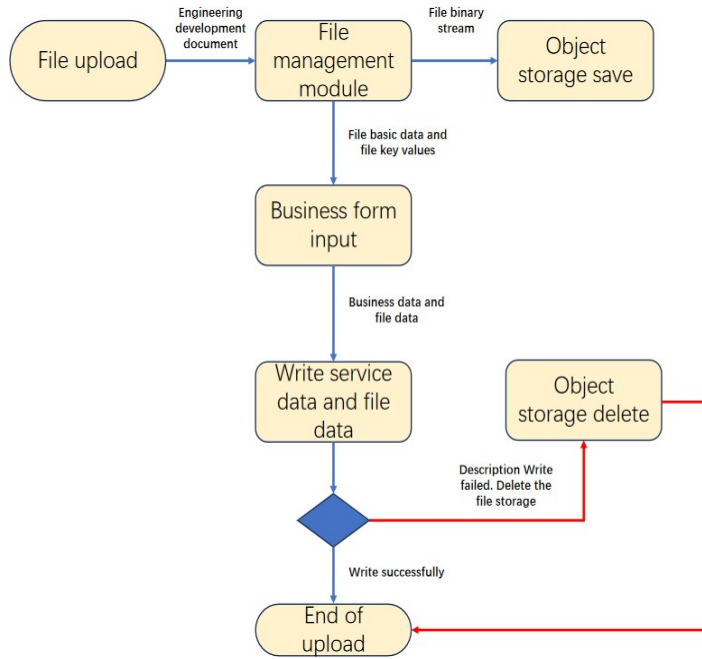 Engineering
development
document
File binary
stream
File upload
File
management
module
Object
storage save
File basic data and
file key values
Business form
input
Business data and
file data
Write service
data and file
data
Object
storage delete
Description Write
failed. Delete the
file storage
Write successfully
End of
upload